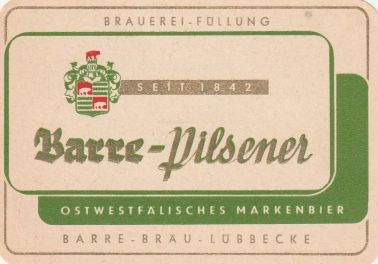 BRAUEREI-FÜLLUNG
SEIT 1842
Barre-Pilsener
OSTWESTFÄLISCHES MARKENBIER
BARRE-BRÄU-LÜBBECKE